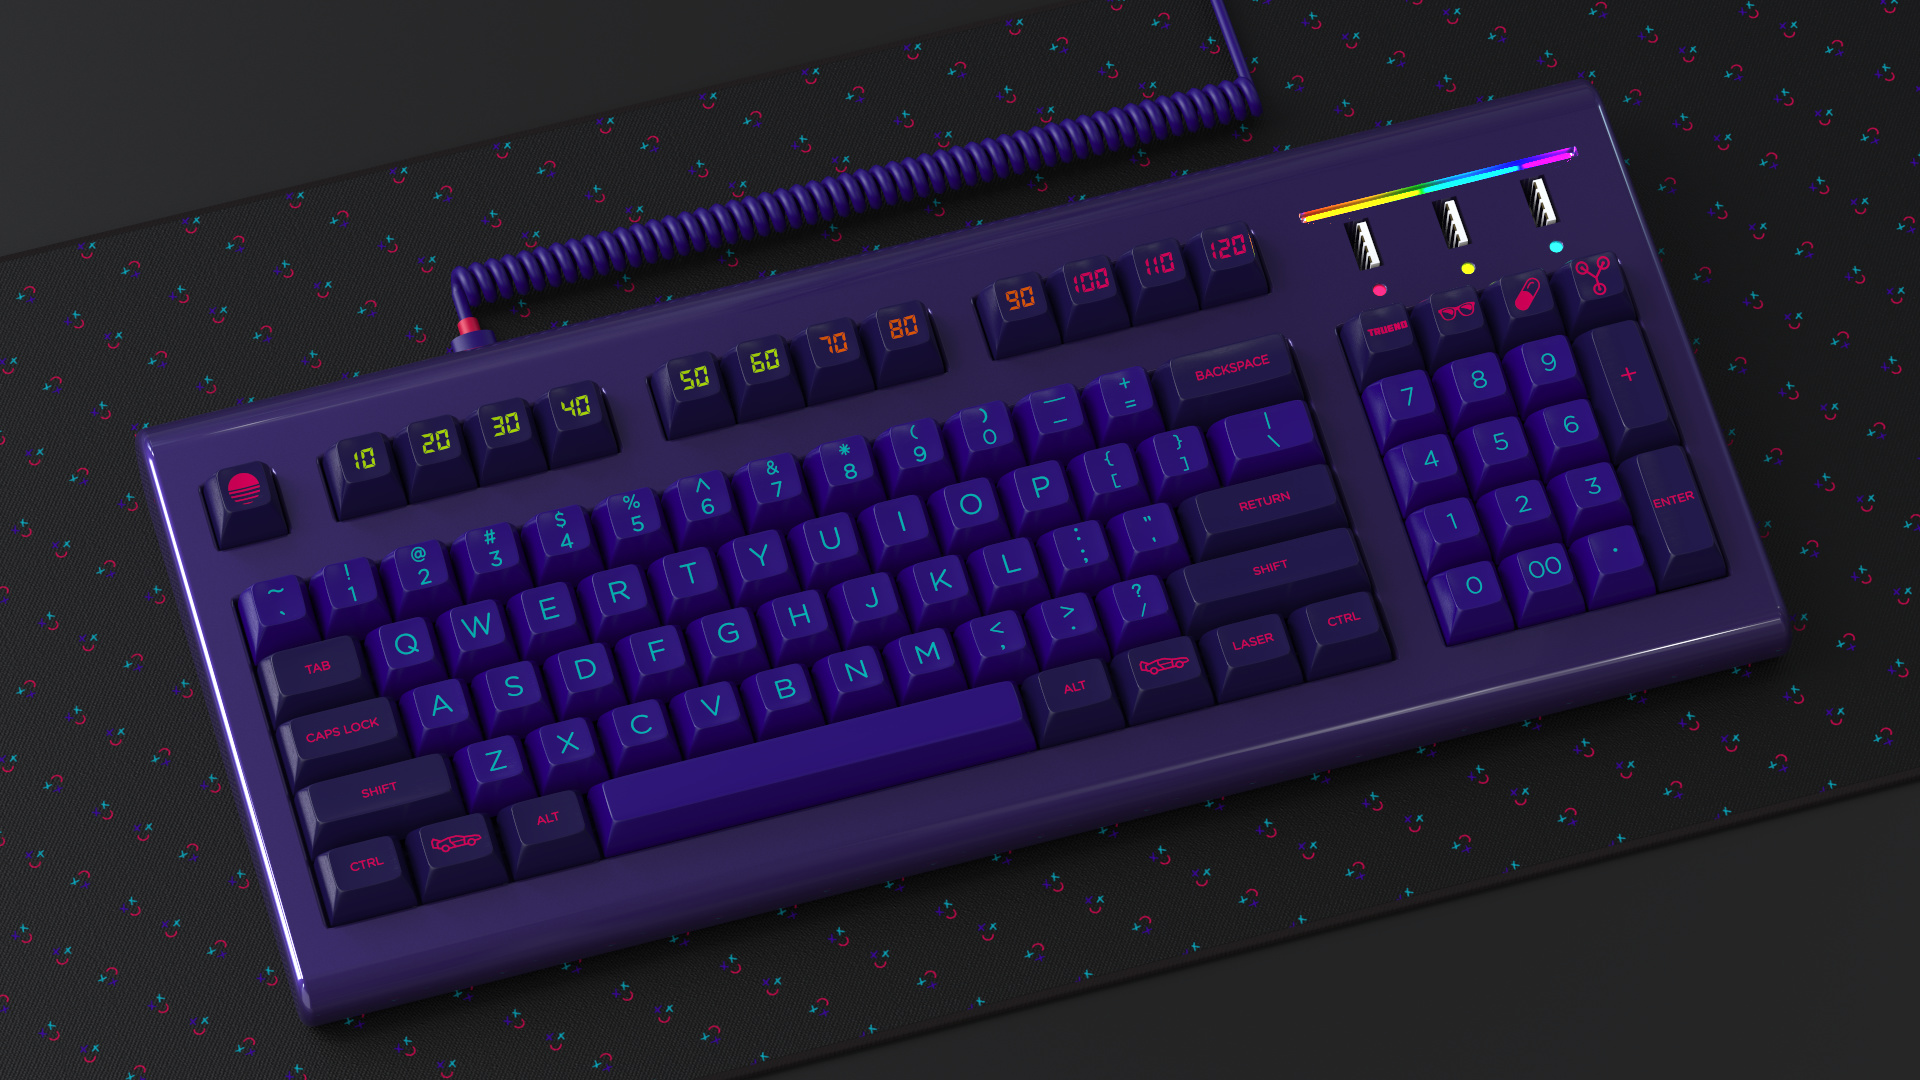 10 20 30 40 50 60 70 80 90 100 110 120
~ ` ! 1 @ 2 # 3 $ 4 % 5 ^ 6 & 7 * 8 ( 9 ) 0 — _ + = BACKSPACE
TAB Q W E R T Y U I O P { [ } ] | \
CAPS LOCK A S D F G H J K L : ; " ' RETURN
SHIFT Z X C V B N M < , > . ? / SHIFT
CTRL ALT ALT LASER CTRL
7 8 9 +
4 5 6
1 2 3 ENTER
0 00 .